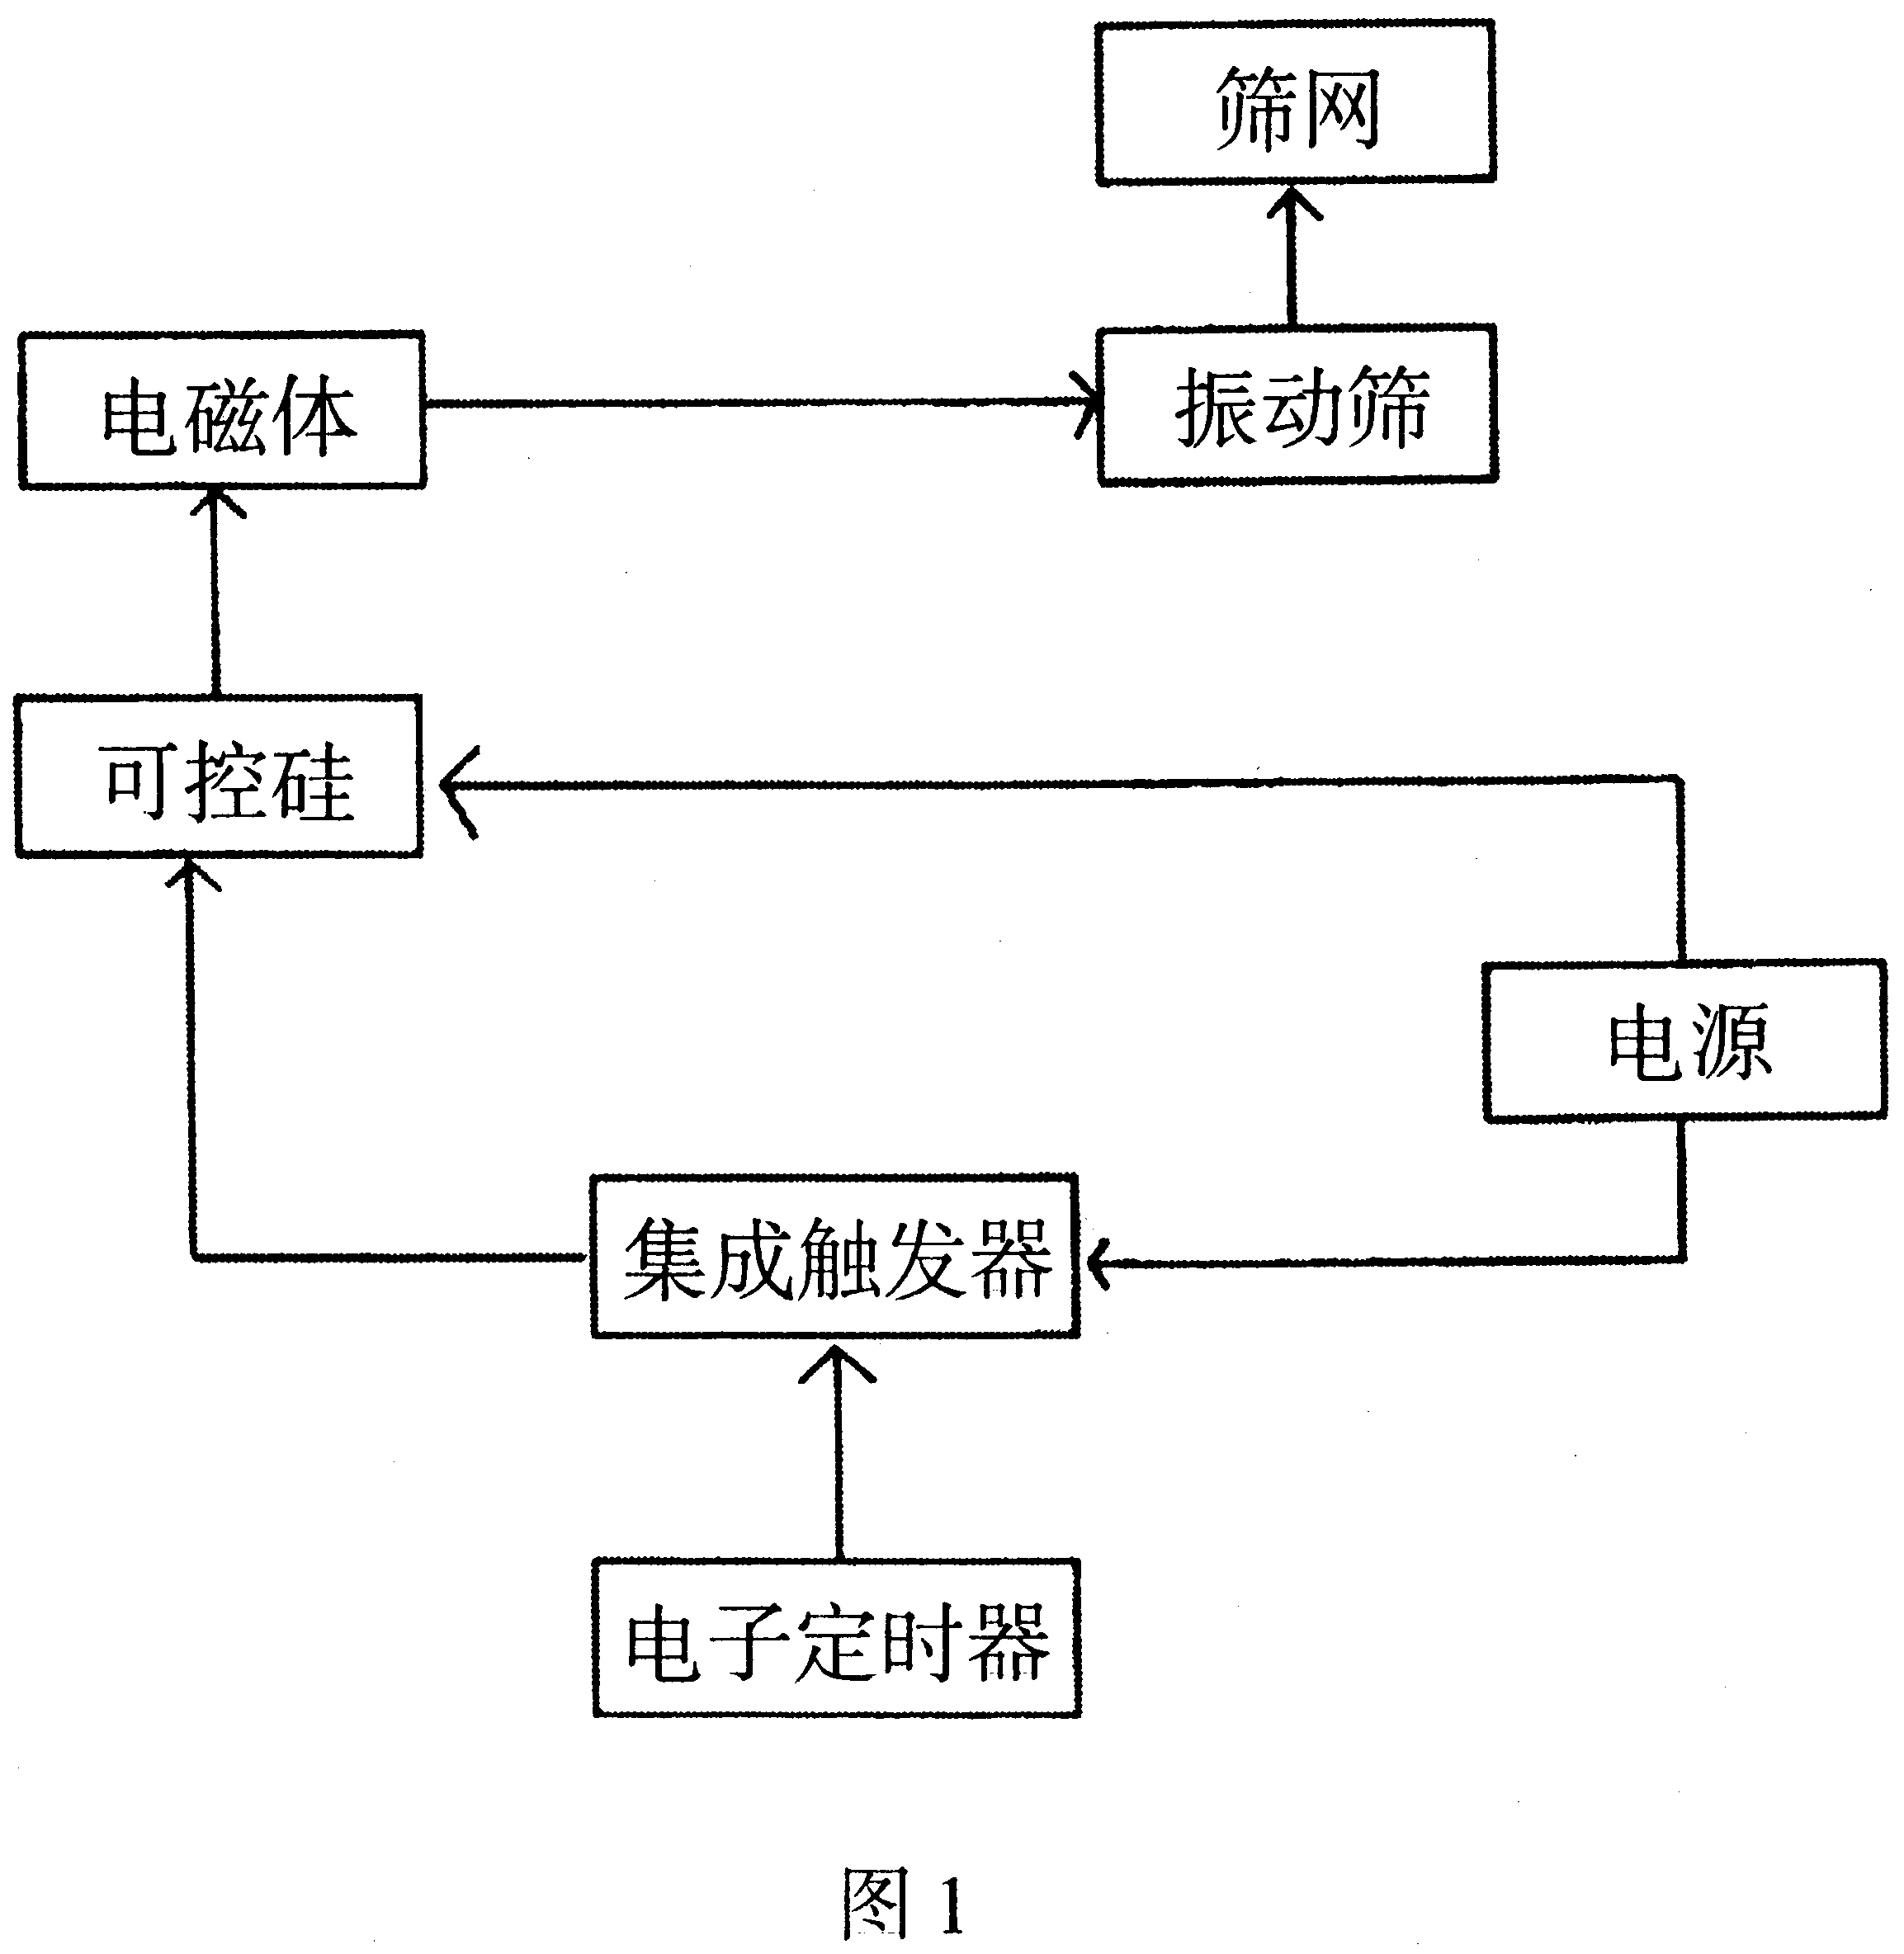 筛网
电磁体
振动筛
可控硅
电源
集成触发器
电子定时器
图 1